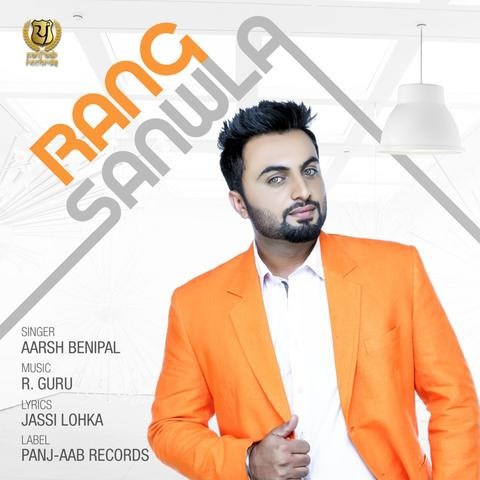 RANG
SANWLA
SINGER
AARSH BENIPAL
MUSIC
R. GURU
LYRICS
JASSI LOHKA
LABEL
PANJ-AAB RECORDS